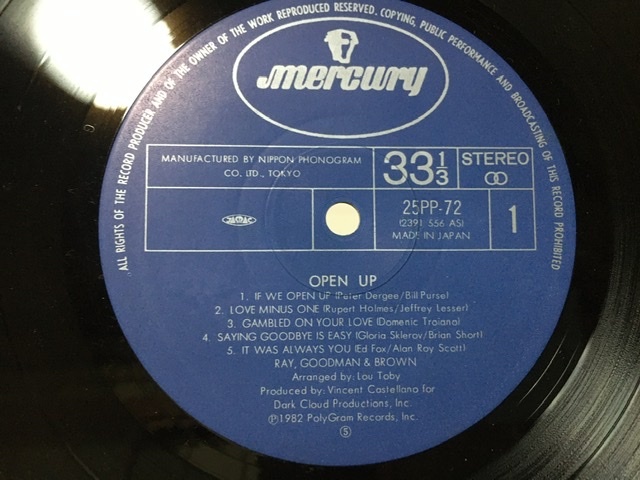 ALL RIGHTS OF THE RECORD PRODUCER AND OF THE OWNER OF THE WORK REPRODUCED RESERVED. COPYING, PUBLIC PERFORMANCE AND BROADCASTING OF THIS RECORD PROHIBITED
mercury
MANUFACTURED BY NIPPON PHONOGRAM
CO. LTD., TOKYO
33 1/3
STEREO
JASRAC
25PP-72
(2391 556 AS)
MADE IN JAPAN
1
OPEN UP
1. IF WE OPEN UP (Peter Dergee/Bill Purse)
2. LOVE MINUS ONE (Rupert Holmes/Jeffrey Lesser)
3. GAMBLED ON YOUR LOVE (Domenic Troiano)
4. SAYING GOODBYE IS EASY (Gloria Sklerov/Brian Short)
5. IT WAS ALWAYS YOU (Ed Fox/Alan Roy Scott)
RAY, GOODMAN & BROWN
Arranged by: Lou Toby
Produced by: Vincent Castellano for
Dark Cloud Productions, Inc.
℗1982 PolyGram Records, Inc.
Ⓢ